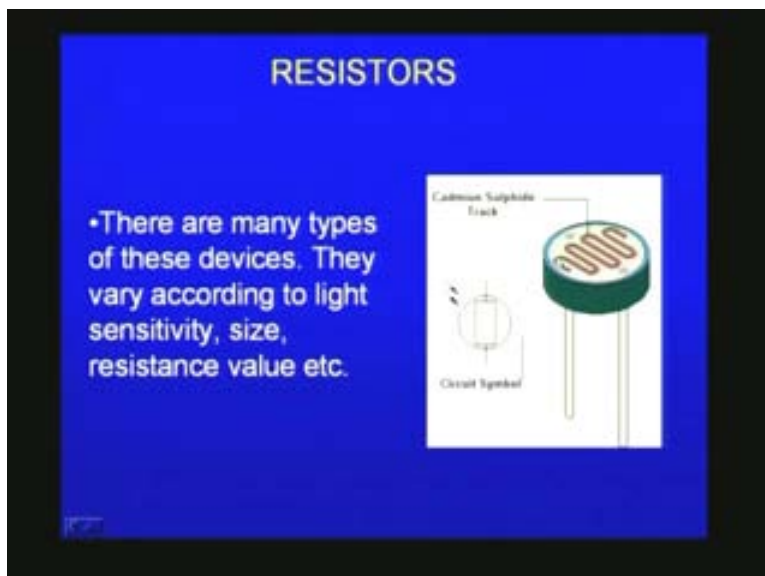 RESISTORS
•There are many types
of these devices. They
vary according to light
sensitivity, size,
resistance value etc.
Cadmium Sulphide
Track
Circuit Symbol